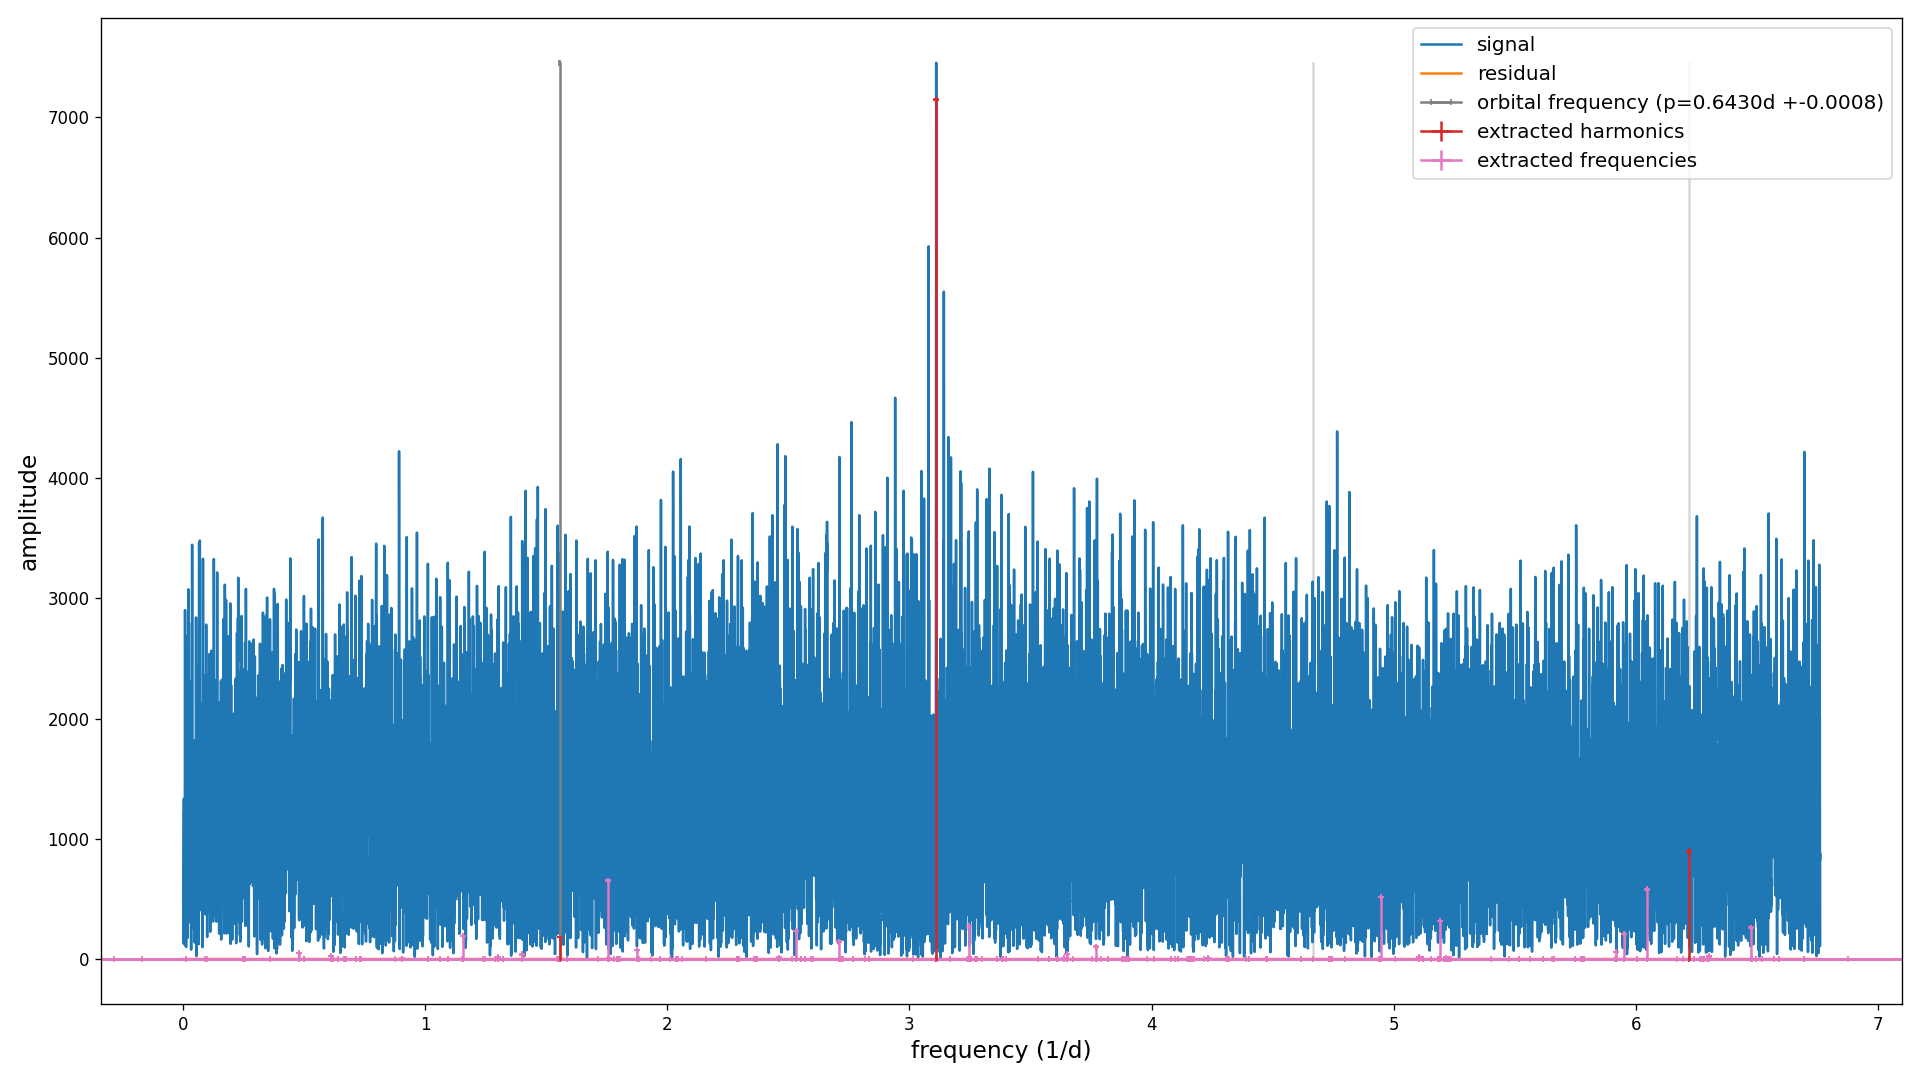 signal
residual
orbital frequency (p=0.6430d +-0.0008)
extracted harmonics
extracted frequencies
7000
6000
5000
4000
3000
2000
1000
0
amplitude
0 1 2 3 4 5 6 7
frequency (1/d)